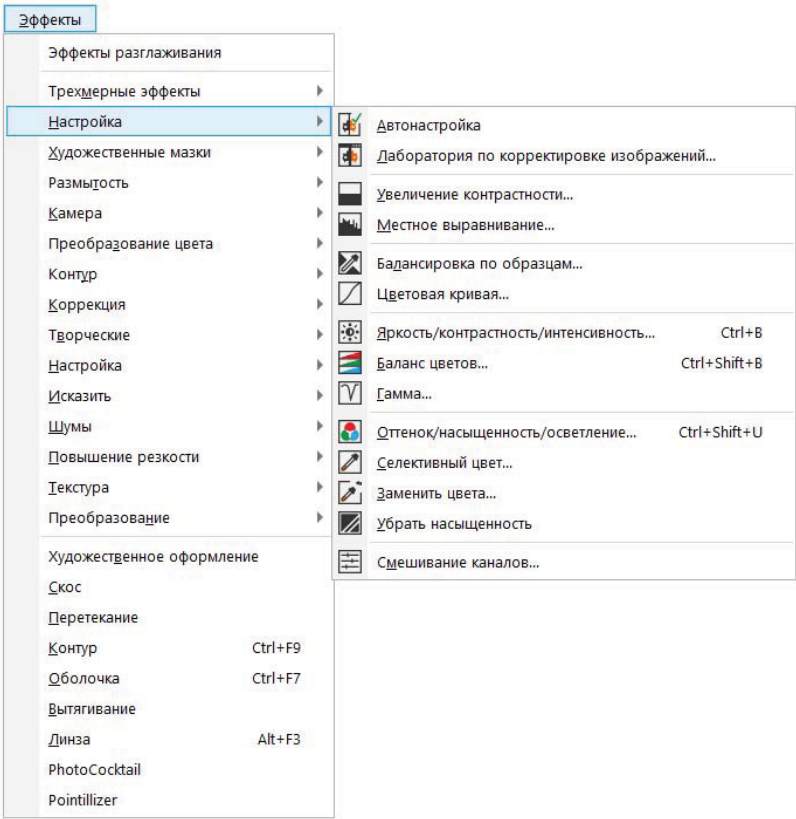 Эффекты
Эффекты разглаживания
Трехмерные эффекты
Настройка
Художественные мазки
Размытость
Камера
Преобразование цвета
Контур
Коррекция
Творческие
Настройка
Исказить
Шумы
Повышение резкости
Текстура
Преобразование
Художественное оформление
Скос
Перетекание
Контур Ctrl+F9
Оболочка Ctrl+F7
Вытягивание
Линза Alt+F3
PhotoCocktail
Pointillizer
Автонастройка
Лаборатория по корректировке изображений...
Увеличение контрастности...
Местное выравнивание...
Балансировка по образцам...
Цветовая кривая...
Яркость/контрастность/интенсивность... Ctrl+B
Баланс цветов... Ctrl+Shift+B
Гамма...
Оттенок/насыщенность/осветление... Ctrl+Shift+U
Селективный цвет...
Заменить цвета...
Убрать насыщенность
Смешивание каналов...